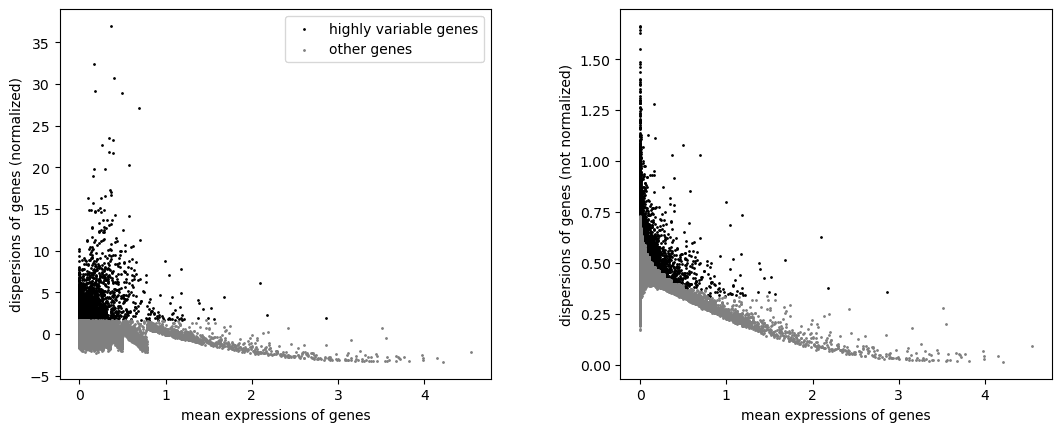 highly variable genes
other genes
35
30
25
20
15
10
5
0
−5
0 1 2 3 4
mean expressions of genes
dispersions of genes (normalized)
1.50
1.25
1.00
0.75
0.50
0.25
0.00
0 1 2 3 4
mean expressions of genes
dispersions of genes (not normalized)